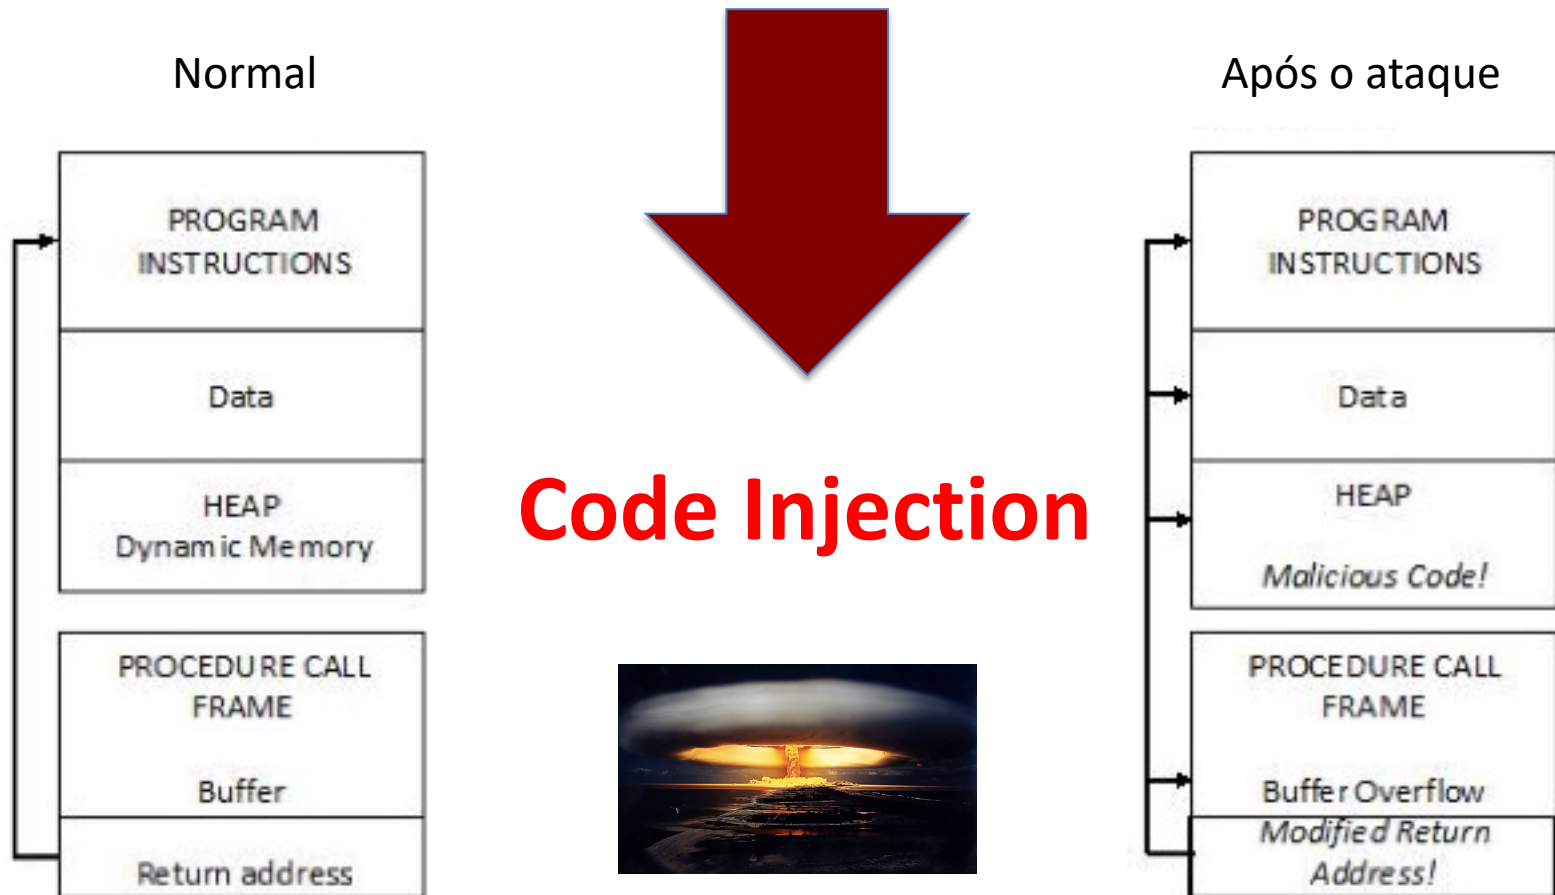 Normal
PROGRAM
INSTRUCTIONS
Data
HEAP
Dynamic Memory
PROCEDURE CALL
FRAME
Buffer
Return address
Code Injection
Após o ataque
PROGRAM
INSTRUCTIONS
Data
HEAP
Malicious Code!
PROCEDURE CALL
FRAME
Buffer Overflow
Modified Return
Address!